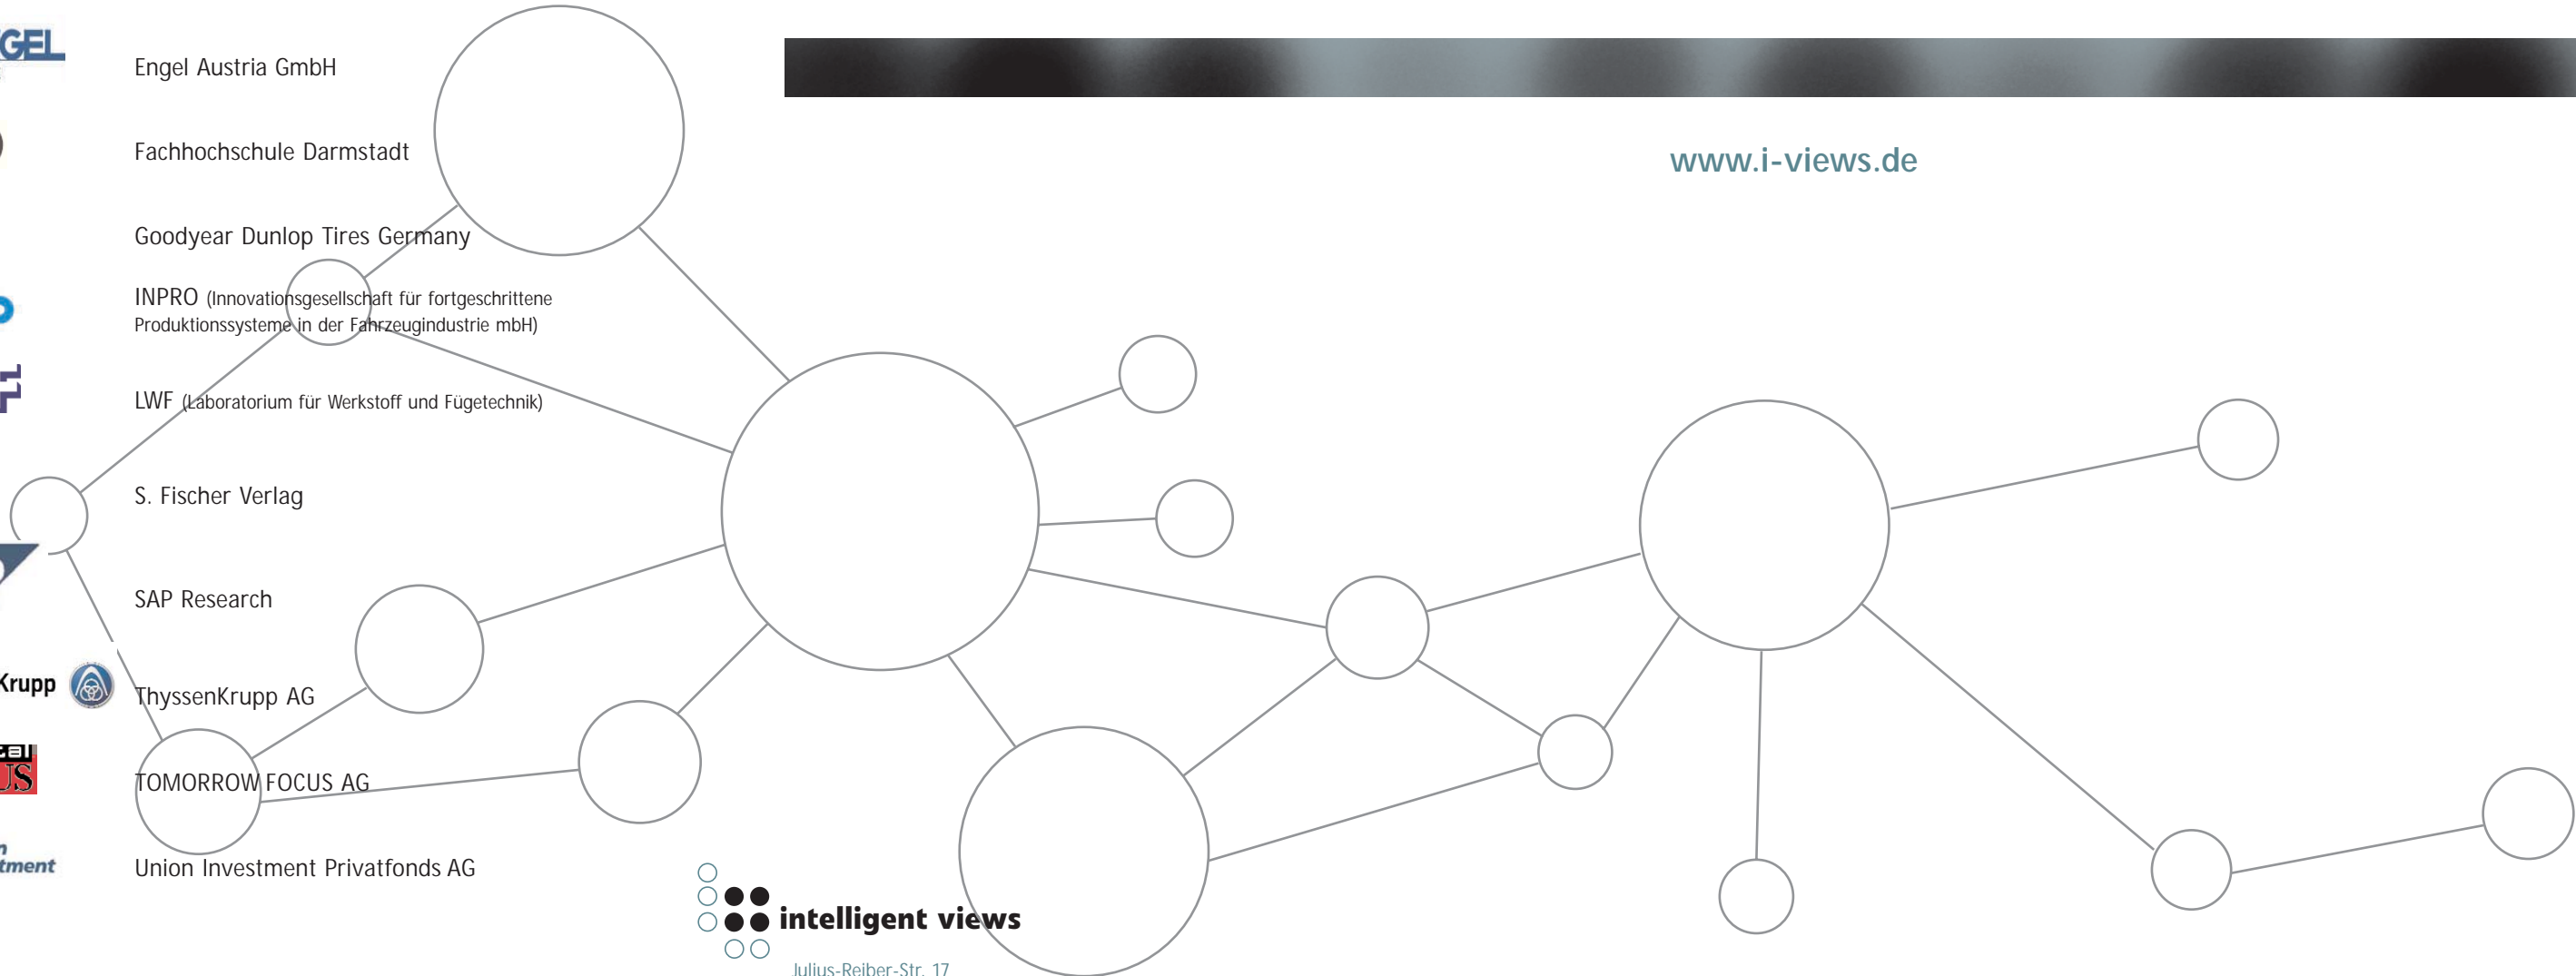 GEL
Engel Austria GmbH
Fachhochschule Darmstadt
www.i-views.de
Goodyear Dunlop Tires Germany
INPRO (Innovationsgesellschaft für fortgeschrittene
Produktionssysteme in der Fahrzeugindustrie mbH)
LWF (Laboratorium für Werkstoff und Fügetechnik)
S. Fischer Verlag
SAP Research
Krupp
ThyssenKrupp AG
US
TOMORROW FOCUS AG
tment
Union Investment Privatfonds AG
intelligent views
Julius-Reiber-Str. 17